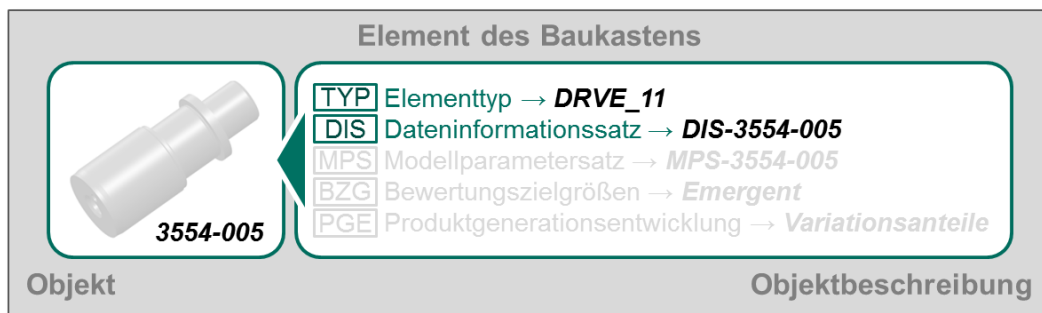 Element des Baukastens
3554-005
TYP Elementtyp → DRVE_11
DIS Dateninformationssatz → DIS-3554-005
MPS Modellparametersatz → MPS-3554-005
BZG Bewertungszielgrößen → Emergent
PGE Produktgenerationsentwicklung → Variationsanteile
Objekt
Objektbeschreibung